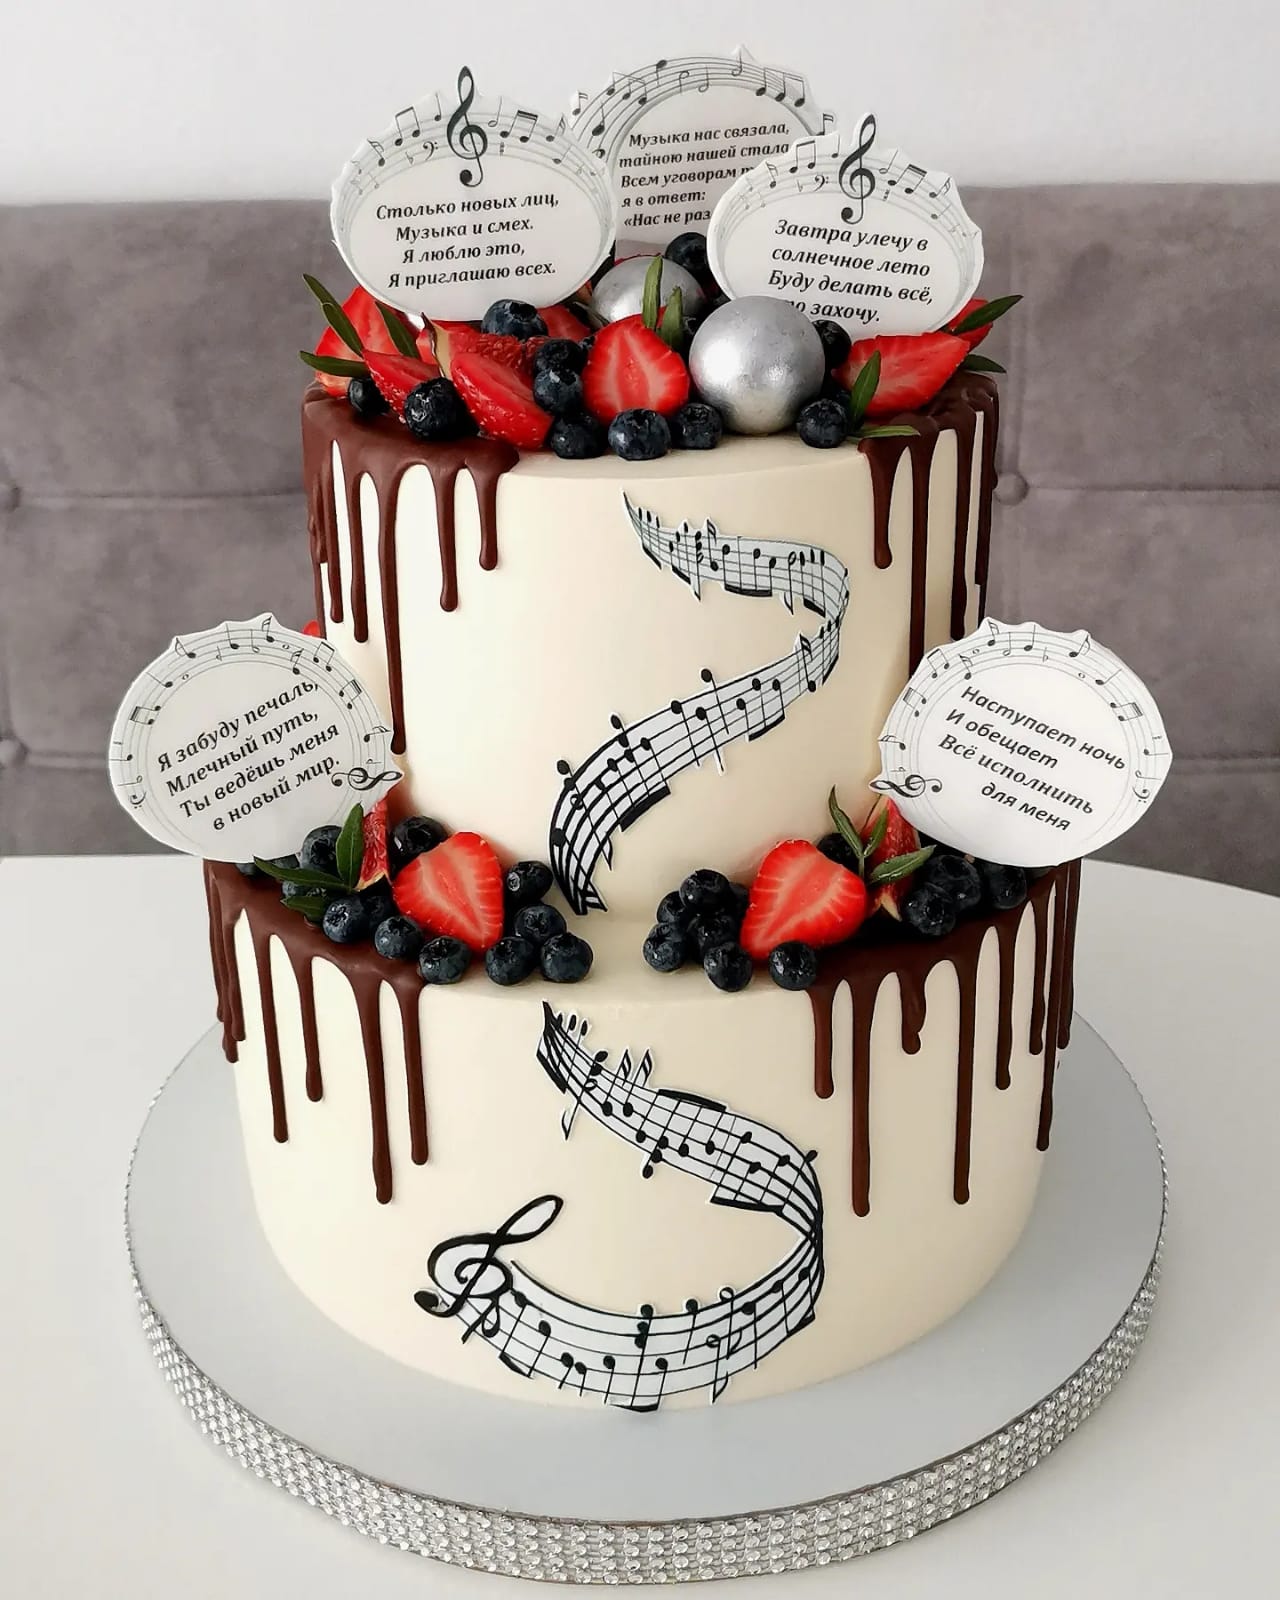 Столько новых лиц,
Музыка и смех.
Я люблю это,
Я приглашаю всех.
Музыка нас связала,
тайною нашей стала
Всем уговорам
я в ответ:
«Нас не
Завтра улечу в
солнечное лето
Буду делать всё,
захочу.
Я забуду печаль,
Млечный путь,
Ты ведёшь меня
в новый мир.
Наступает ночь
И обещает
Всё исполнить
для меня